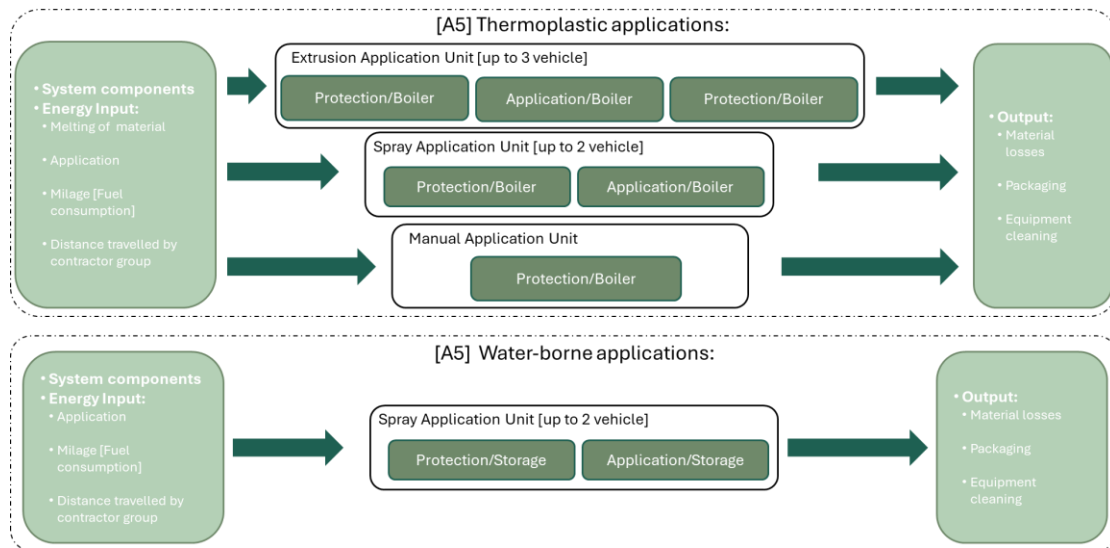 [A5] Thermoplastic applications:
• System components
• Energy Input:
• Melting of material
• Application
• Milage [Fuel
consumption]
• Distance travelled by
contractor group
Extrusion Application Unit [up to 3 vehicle]
Protection/Boiler
Application/Boiler
Protection/Boiler
Spray Application Unit [up to 2 vehicle]
Protection/Boiler
Application/Boiler
Manual Application Unit
Protection/Boiler
• Output:
• Material
losses
• Packaging
• Equipment
cleaning
[A5] Water-borne applications:
• System components
• Energy Input:
• Application
• Milage [Fuel
consumption]
• Distance travelled by
contractor group
Spray Application Unit [up to 2 vehicle]
Protection/Storage
Application/Storage
• Output:
• Material losses
• Packaging
• Equipment
cleaning